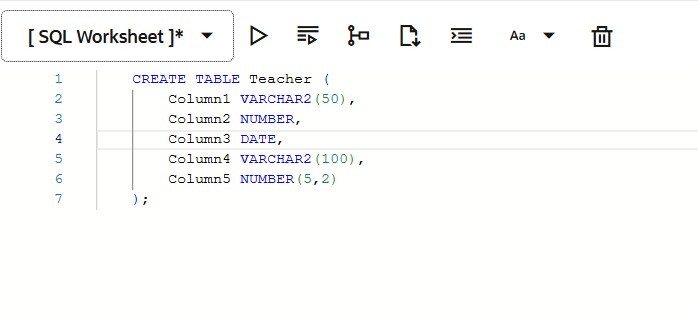 [ SQL Worksheet ]*
Aa
1 CREATE TABLE Teacher (
2 Column1 VARCHAR2(50),
3 Column2 NUMBER,
4 Column3 DATE,
5 Column4 VARCHAR2(100),
6 Column5 NUMBER(5,2)
7 );